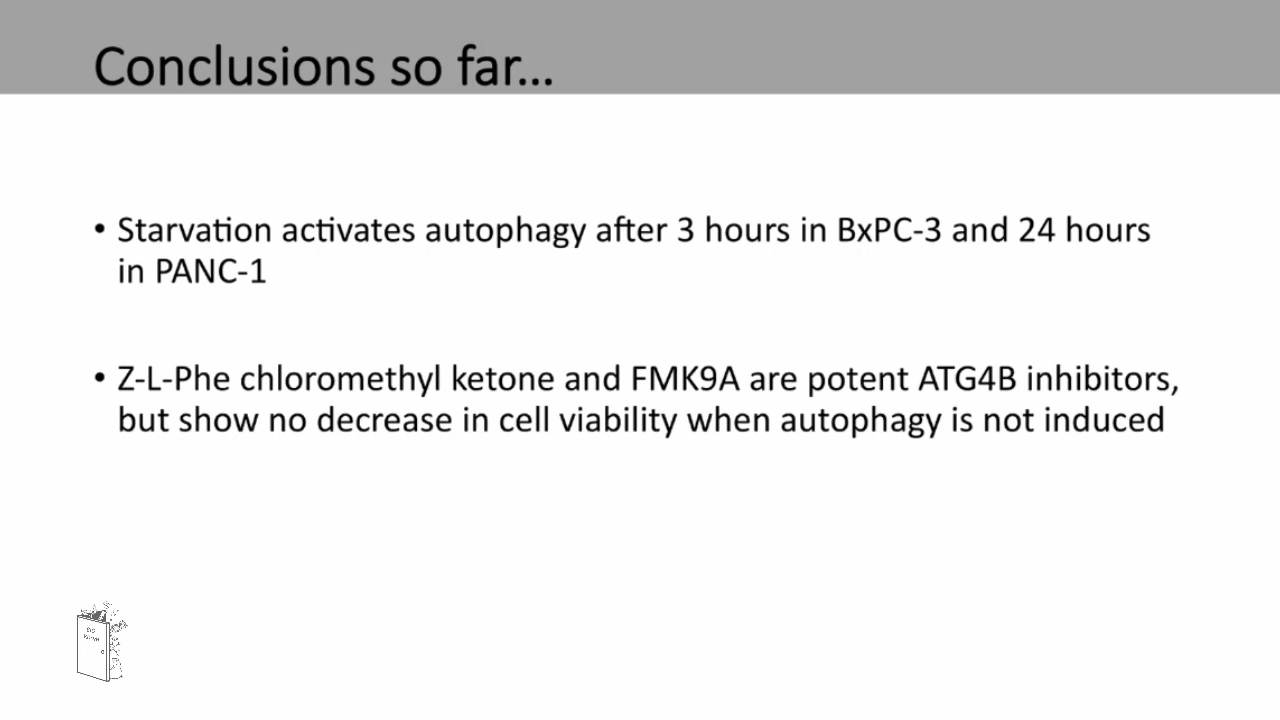 Conclusions so far...
• Starvation activates autophagy after 3 hours in BxPC-3 and 24 hours
in PANC-1
• Z-L-Phe chloromethyl ketone and FMK9A are potent ATG4B inhibitors,
but show no decrease in cell viability when autophagy is not induced